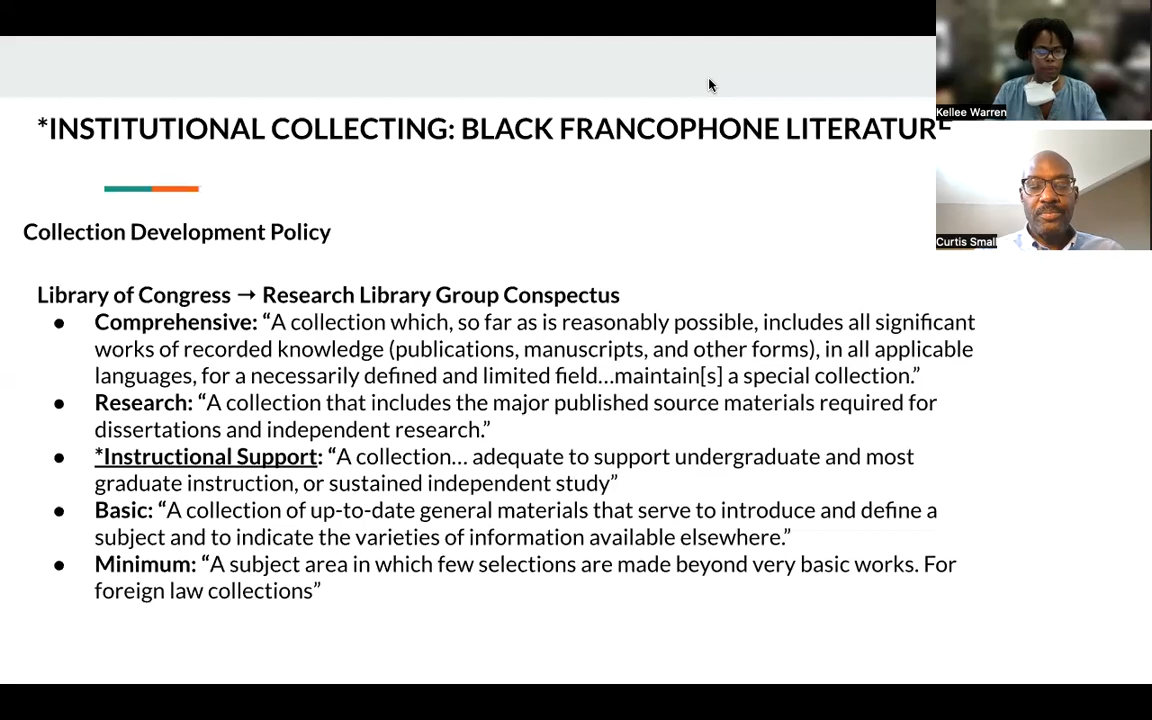 *INSTITUTIONAL COLLECTING: BLACK FRANCOPHONE LITERATURE
Kellee Warren
Curtis Small
Collection Development Policy
Library of Congress → Research Library Group Conspectus
● Comprehensive: “A collection which, so far as is reasonably possible, includes all significant
works of recorded knowledge (publications, manuscripts, and other forms), in all applicable
languages, for a necessarily defined and limited field...maintain[s] a special collection.”
● Research: “A collection that includes the major published source materials required for
dissertations and independent research.”
● *Instructional Support: “A collection... adequate to support undergraduate and most
graduate instruction, or sustained independent study”
● Basic: “A collection of up-to-date general materials that serve to introduce and define a
subject and to indicate the varieties of information available elsewhere.”
● Minimum: “A subject area in which few selections are made beyond very basic works. For
foreign law collections”